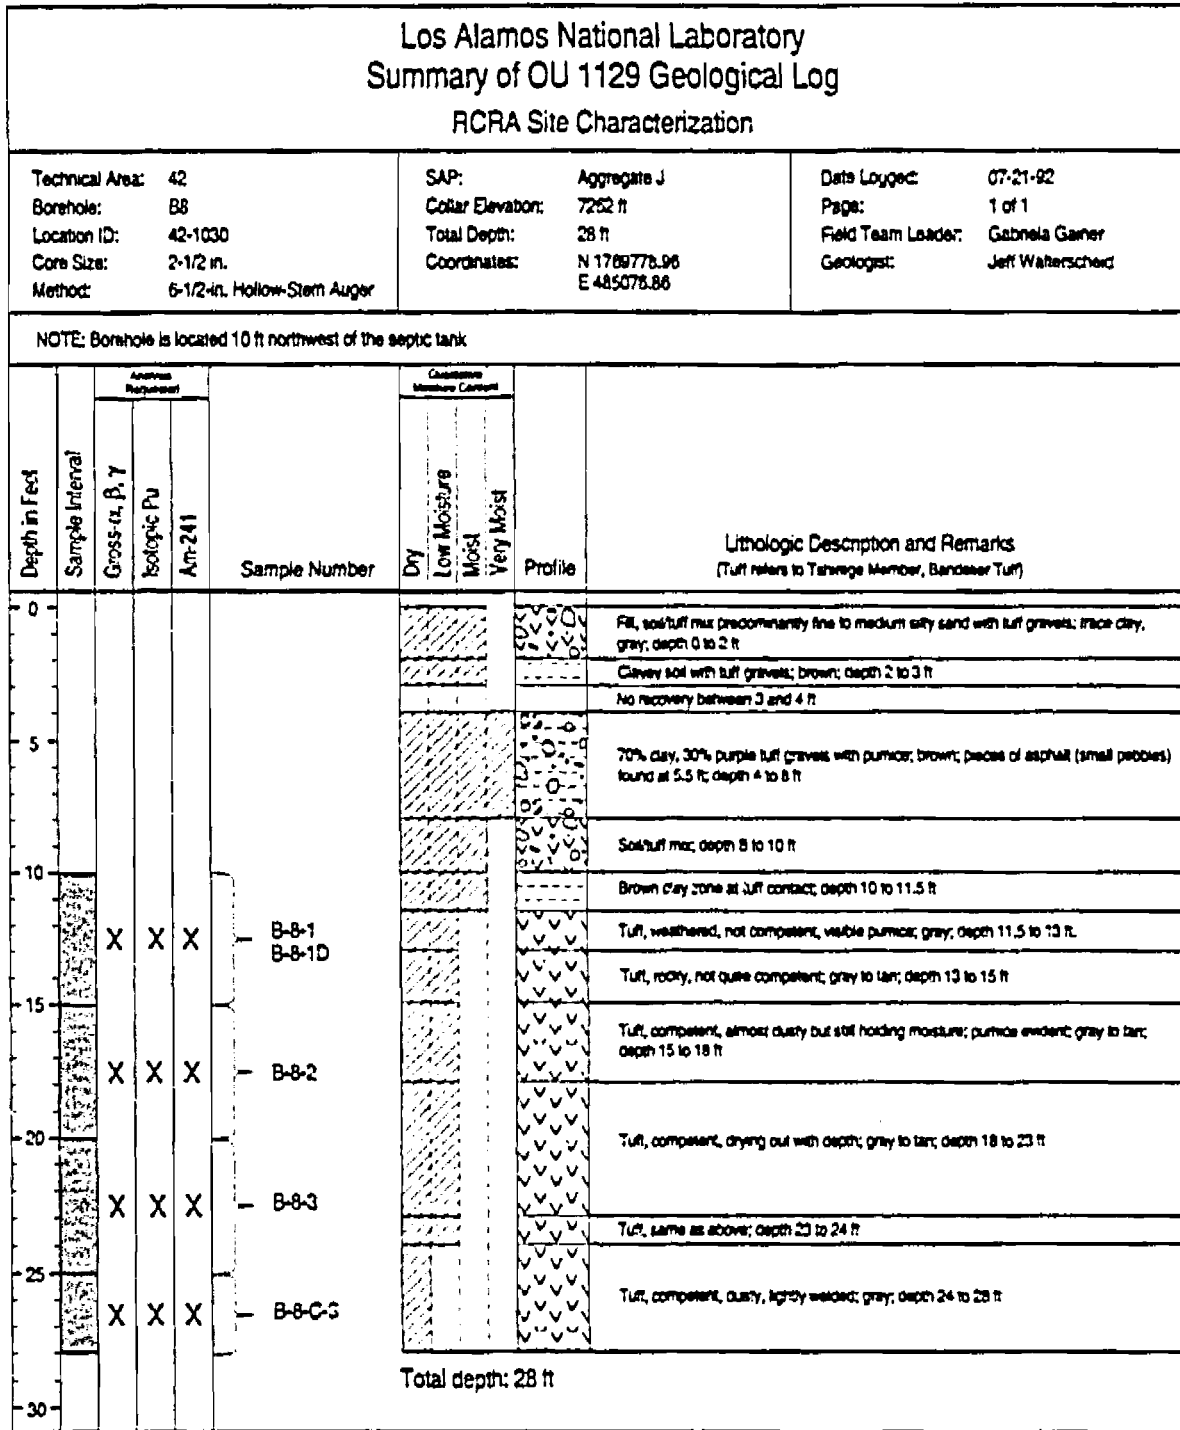 Los Alamos National Laboratory
Summary of OU 1129 Geological Log
RCRA Site Characterization
Technical Area: 42
Borehole: B8
Location ID: 42-1030
Core Size: 2-1/2 in.
Method: 6-1/2-in. Hollow-Stem Auger
SAP: Aggregate J
Collar Elevation: 7262 ft
Total Depth: 28 ft
Coordinates: N 1769778.96
E 485076.86
Date Logged: 07-21-92
Page: 1 of 1
Field Team Leader: Gabriela Gainer
Geologist: Jeff Walterscheid
NOTE: Borehole is located 10 ft northwest of the septic tank
Analysis
Requirement
Moisture Content
Depth in Feet
Sample Interval
Gross-α, β, γ
Isotopic Pu
Am-241
Sample Number
Dry
Low Moisture
Moist
Very Moist
Profile
Lithologic Description and Remarks
(Tuff refers to Tshirege Member, Bandelier Tuff)
0
Fill, soil/tuff mix predominantly fine to medium silty sand with tuff gravels; trace clay,
gray; depth 0 to 2 ft
Clayey soil with tuff gravels; brown; depth 2 to 3 ft
No recovery between 3 and 4 ft
5
70% clay, 30% purple tuff gravels with pumice; brown; pieces of asphalt (small pebbles)
found at 5.5 ft; depth 4 to 8 ft
Soil/tuff mix; depth 8 to 10 ft
10
Brown clay zone at tuff contact; depth 10 to 11.5 ft
X X X B-8-1
B-8-1D
Tuff, weathered, not competent, visible pumice; gray; depth 11.5 to 13 ft.
Tuff, rocky, not quite competent; gray to tan; depth 13 to 15 ft
15
Tuff, competent, almost dusty but still holding moisture; pumice evident; gray to tan;
depth 15 to 18 ft
X X X B-8-2
20
Tuff, competent, drying out with depth; gray to tan; depth 18 to 23 ft
X X X B-8-3
Tuff, same as above; depth 23 to 24 ft
25
X X X B-8-C-S
Tuff, competent, dusty, lightly welded; gray; depth 24 to 28 ft
Total depth: 28 ft
30